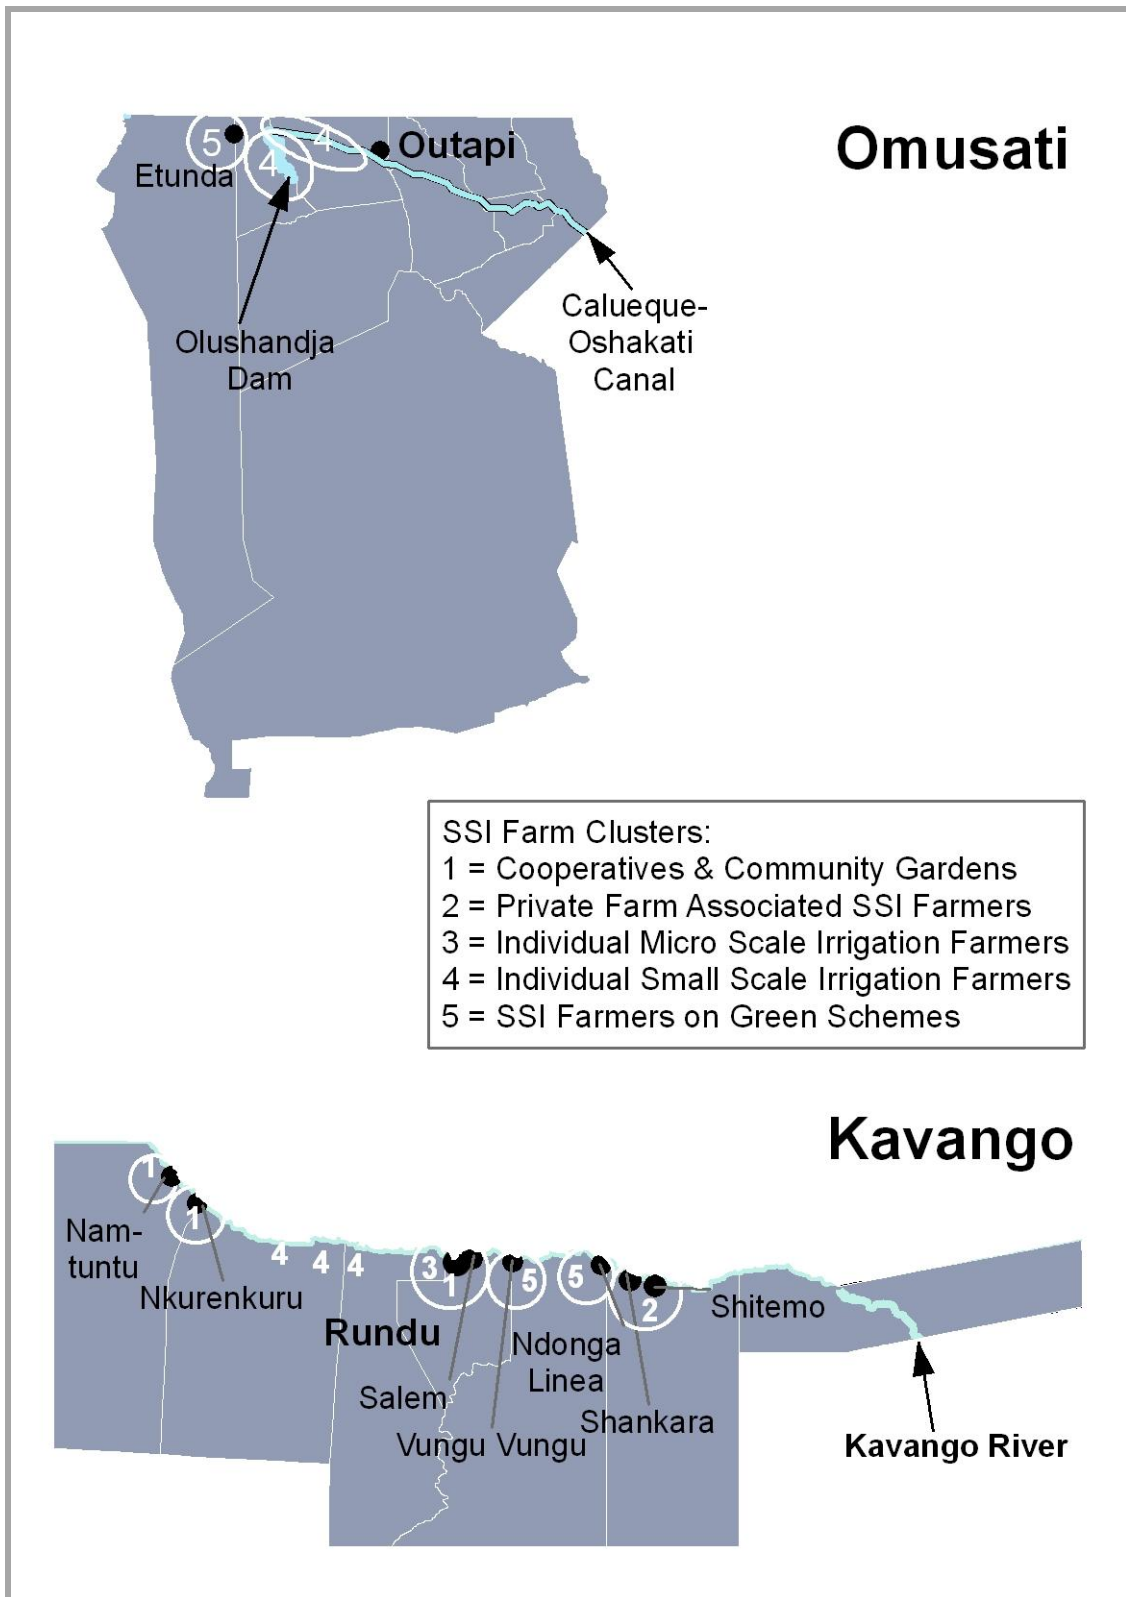 Omusati
5
4
4
Outapi
Etunda
Olushandja
Dam
Calueque-
Oshakati
Canal
SSI Farm Clusters:
1 = Cooperatives & Community Gardens
2 = Private Farm Associated SSI Farmers
3 = Individual Micro Scale Irrigation Farmers
4 = Individual Small Scale Irrigation Farmers
5 = SSI Farmers on Green Schemes
Kavango
1
1
4
4
4
3
1
5
5
2
Nam-
tuntu
Nkurenkuru
Rundu
Salem
Vungu Vungu
Ndonga
Linea
Shankara
Shitemo
Kavango River